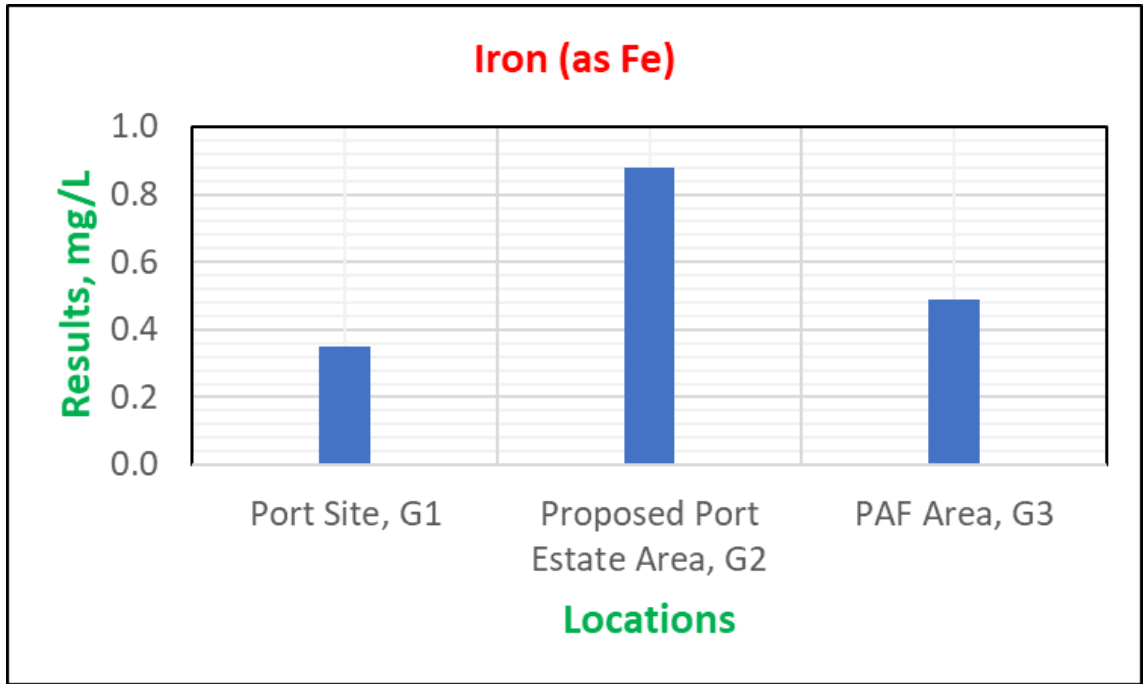 Iron (as Fe)
Results, mg/L
1.0
0.8
0.6
0.4
0.2
0.0
Port Site, G1
Proposed Port
Estate Area, G2
PAF Area, G3
Locations